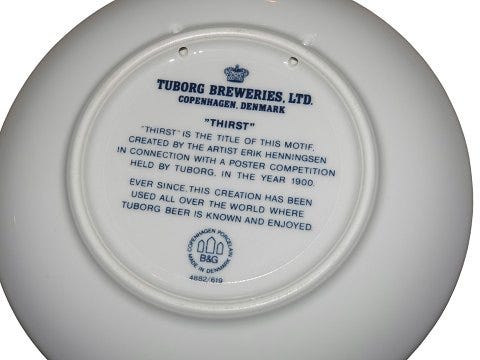 TUBORG BREWERIES, LTD.
COPENHAGEN, DENMARK
"THIRST"
"THIRST" IS THE TITLE OF THIS MOTIF.
CREATED BY THE ARTIST ERIK HENNINGSEN
IN CONNECTION WITH A POSTER COMPETITION
HELD BY TUBORG, IN THE YEAR 1900.
EVER SINCE, THIS CREATION HAS BEEN
USED ALL OVER THE WORLD WHERE
TUBORG BEER IS KNOWN AND ENJOYED
COPENHAGEN PORCELAIN
B&G
MADE IN DENMARK
4882/619